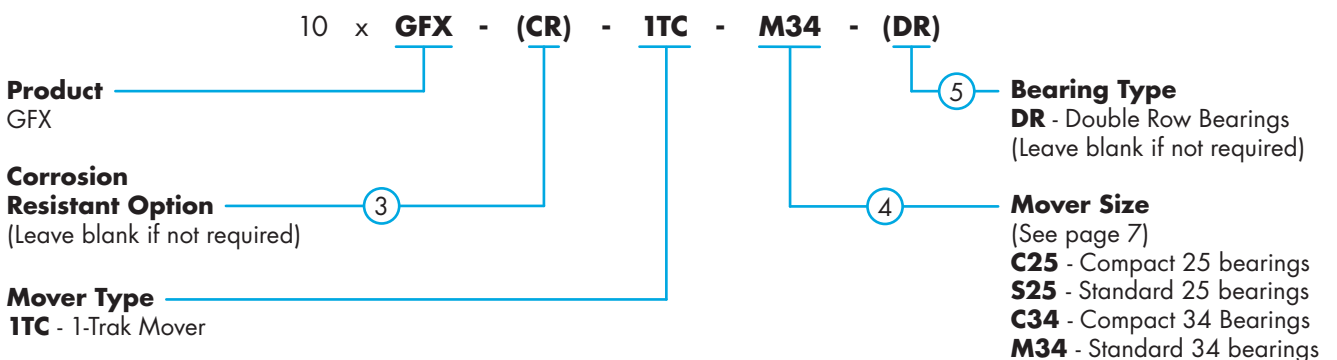 10 x GFX - (CR) - 1TC - M34 - (DR)
Product
GFX
Corrosion
Resistant Option
3
(Leave blank if not required)
Mover Type
1TC - 1-Trak Mover
5
Bearing Type
DR - Double Row Bearings
(Leave blank if not required)
4
Mover Size
(See page 7)
C25 - Compact 25 bearings
S25 - Standard 25 bearings
C34 - Compact 34 Bearings
M34 - Standard 34 bearings